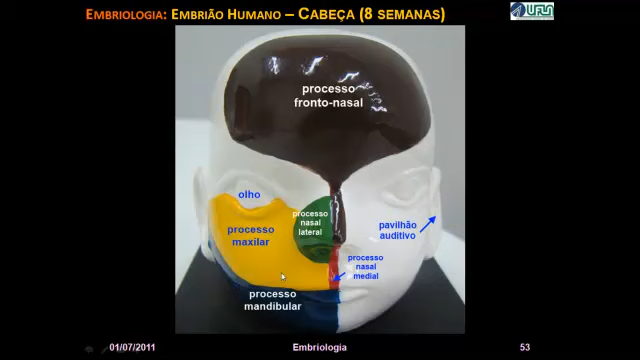 EMBRIOLOGIA: EMBRIÃO HUMANO – CABEÇA (8 SEMANAS)
UFLA
processo
fronto-nasal
olho
processo
nasal
lateral
processo
maxilar
pavilhão
auditivo
processo
nasal
medial
processo
mandibular
01/07/2011
Embriologia
53